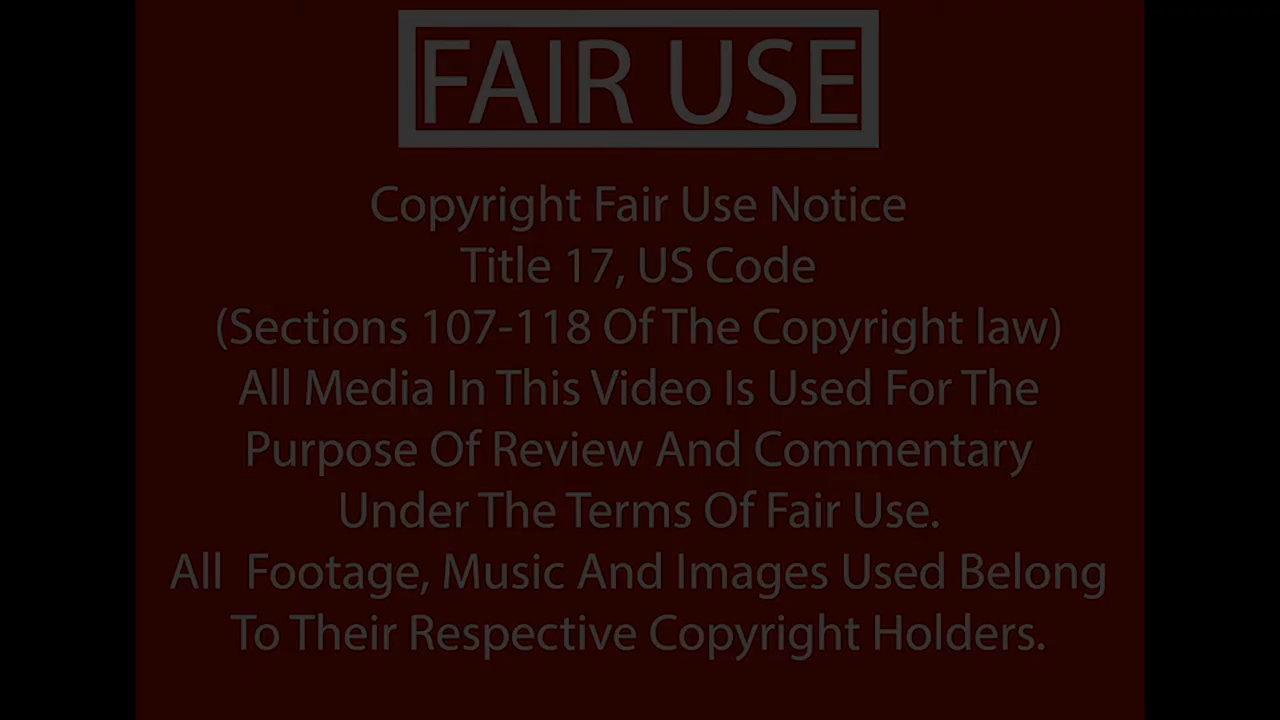 FAIR USE
Copyright Fair Use Notice
Title 17, US Code
(Sections 107-118 Of The Copyright law)
All Media In This Video Is Used For The
Purpose Of Review And Commentary
Under The Terms Of Fair Use.
All  Footage, Music And Images Used Belong
To Their Respective Copyright Holders.